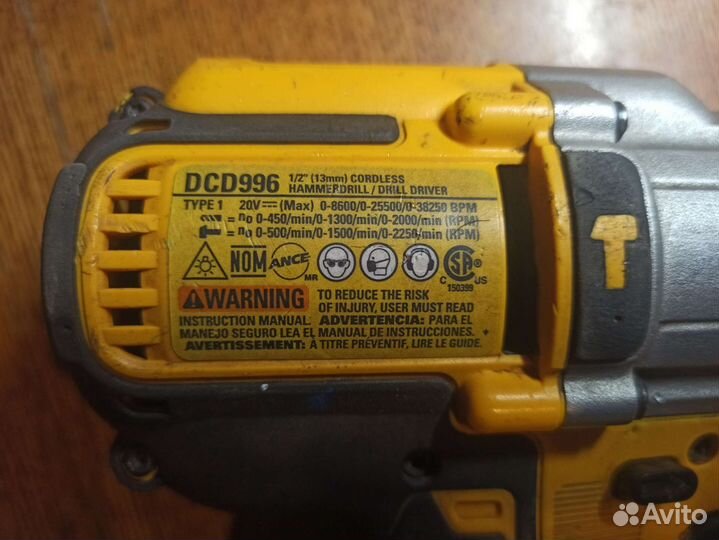 DCD996 1/2" (13mm) CORDLESS
HAMMERDRILL / DRILL DRIVER
TYPE 1 20V (Max) 0-8600/0-25500/0-38250 BPM
= no 0-450/min/0-1300/min/0-2000/min (RPM)
= no 0-500/min/0-1500/min/0-2250/min (RPM)
NOM ANCE MR
SA ® C US 150399
WARNING TO REDUCE THE RISK
OF INJURY, USER MUST READ
INSTRUCTION MANUAL. ADVERTENCIA: PARA EL
MANEJO SEGURO LEA EL MANUAL DE INSTRUCCIONES.
AVERTISSEMENT: À TITRE PRÉVENTIF, LIRE LE GUIDE.
Avito